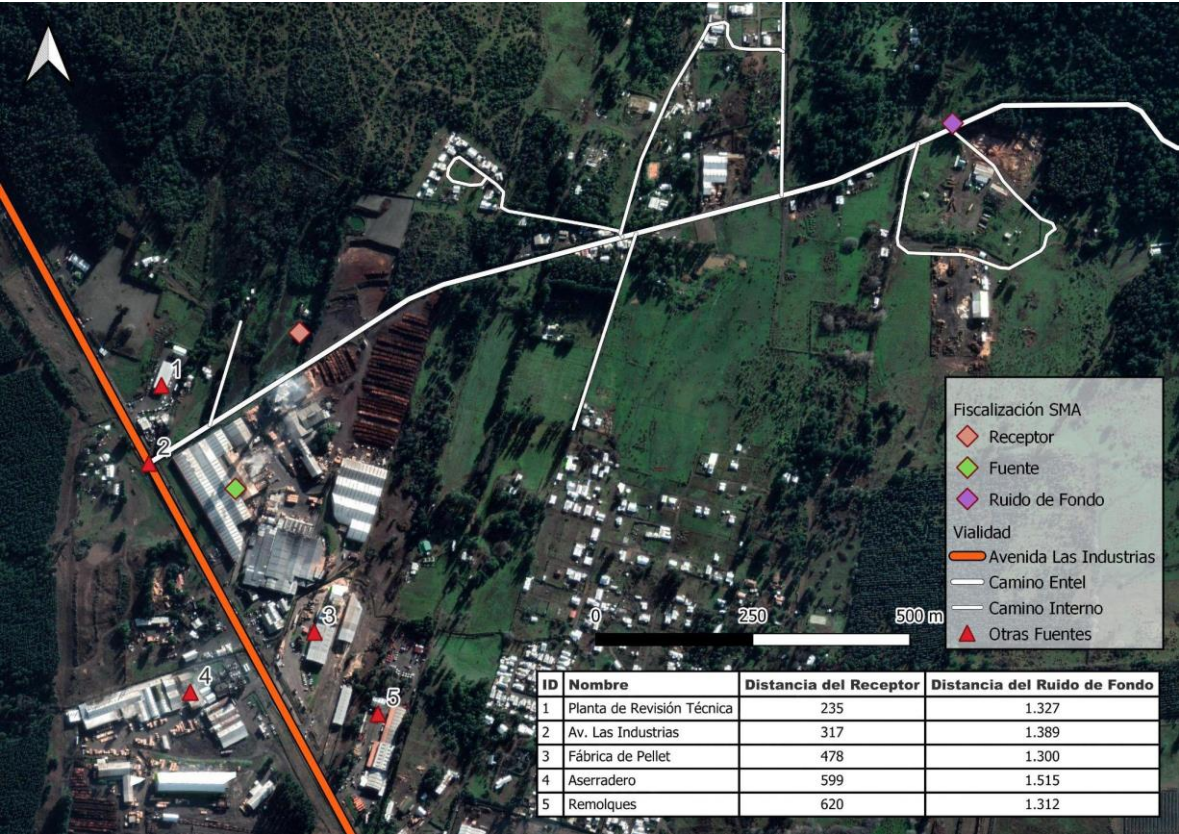 1
2
3
4
5
Fiscalización SMA
Receptor
Fuente
Ruido de Fondo
Vialidad
Avenida Las Industrias
Camino Entel
Camino Interno
Otras Fuentes
0 250 500 m
ID Nombre Distancia del Receptor Distancia del Ruido de Fondo
1 Planta de Revisión Técnica 235 1.327
2 Av. Las Industrias 317 1.389
3 Fábrica de Pellet 478 1.300
4 Aserradero 599 1.515
5 Remolques 620 1.312